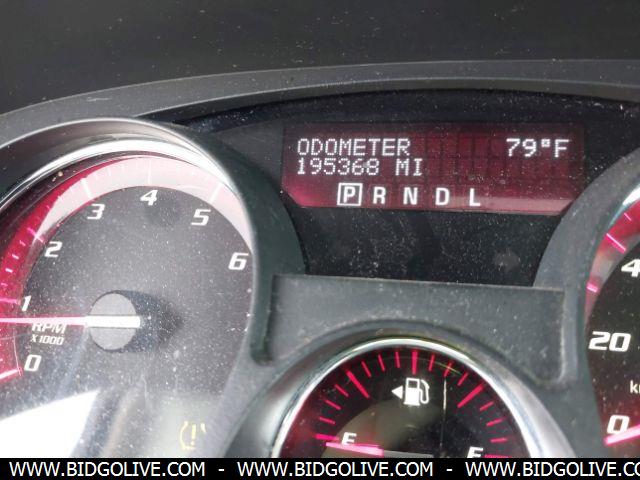 ODOMETER 79°F
195368 MI
P R N D L
3 4 5
2 6
1
0
RPM
X1000
4
20
0
E F
WWW.BIDGOLIVE.COM - WWW.BIDGOLIVE.COM - WWW.BIDGOLIVE.COM